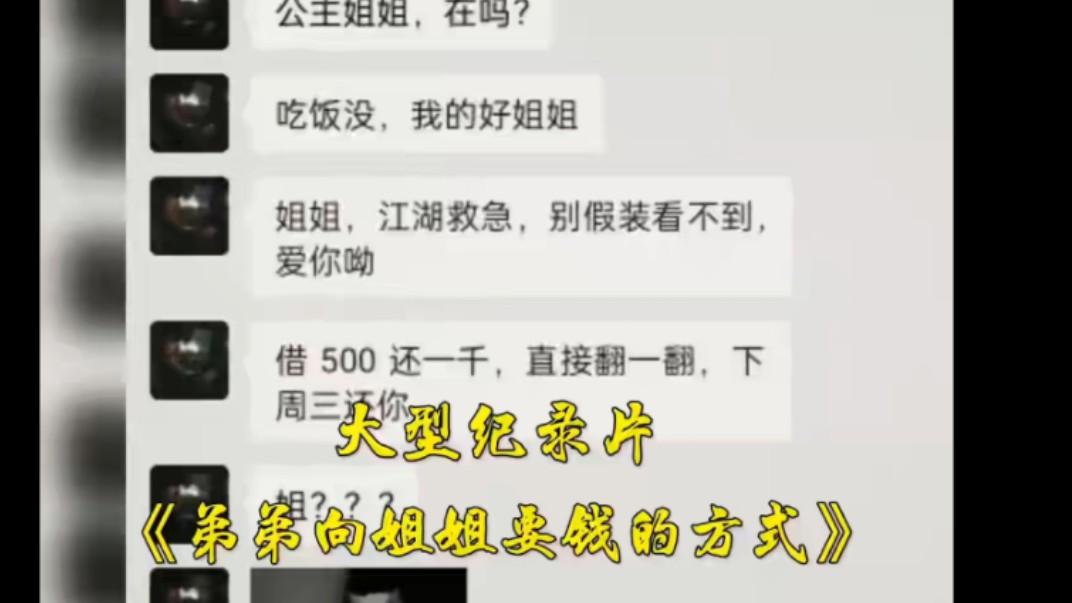 公主姐姐，在吗？
吃饭没，我的好姐姐
姐姐，江湖救急，别假装看不到，
爱你呦
借 500 还一千，直接翻一翻，下
周三还你
大型纪录片
姐？？？
《弟弟向姐姐要钱的方式》